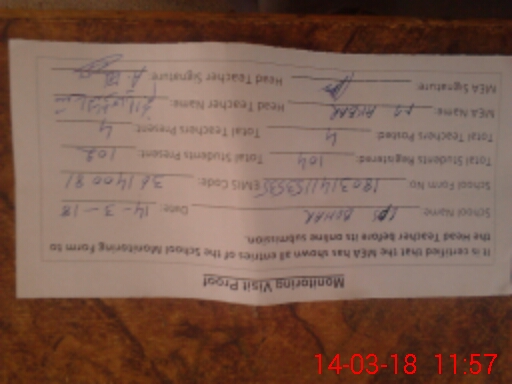 Monitoring Visit Proof
It is certified that the MEA has shown all entries of the School Monitoring Form to
the Head Teacher before its online submission.
School Name: BOHAR Date: 14-3-18
School Form No EMIS Code:
Total Students Registered: 104 Total Students Present: 102
Total Teachers Posted: 4 Total Teachers Present: 4
MEA Name: AKBAR Head Teacher Name:
MEA Signature: Head Teacher Signature:
14-03-18 11:57